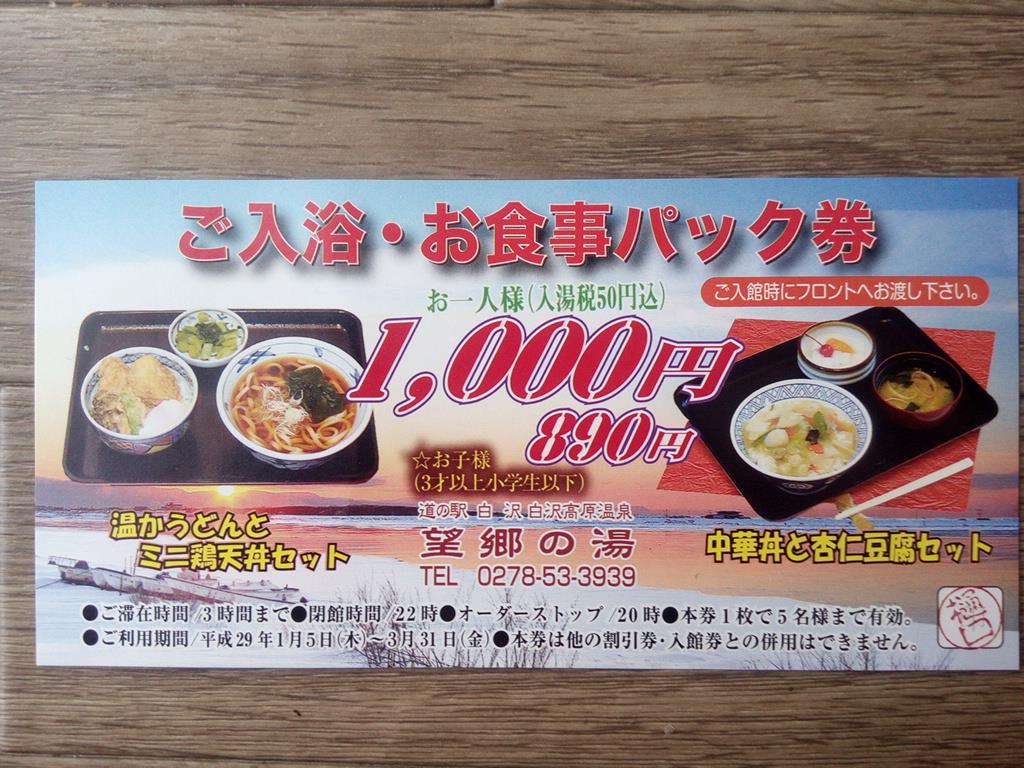 ご入浴・お食事パック券
お一人様(入湯税50円込)
ご入館時にフロントへお渡し下さい。
1,000円
890円
☆お子様
(3才以上小学生以下)
道の駅 白 沢 白沢高原温泉
望郷の湯
TEL 0278-53-3939
温かうどんと
ミニ鶏天丼セット
中華丼と杏仁豆腐セット
●ご滞在時間/3時間まで●閉館時間/22時●オーダーストップ/20時●本券1枚で5名様まで有効。
●ご利用期間/平成29年1月5日(木)~3月31日(金)●本券は他の割引券・入館券との併用はできません。